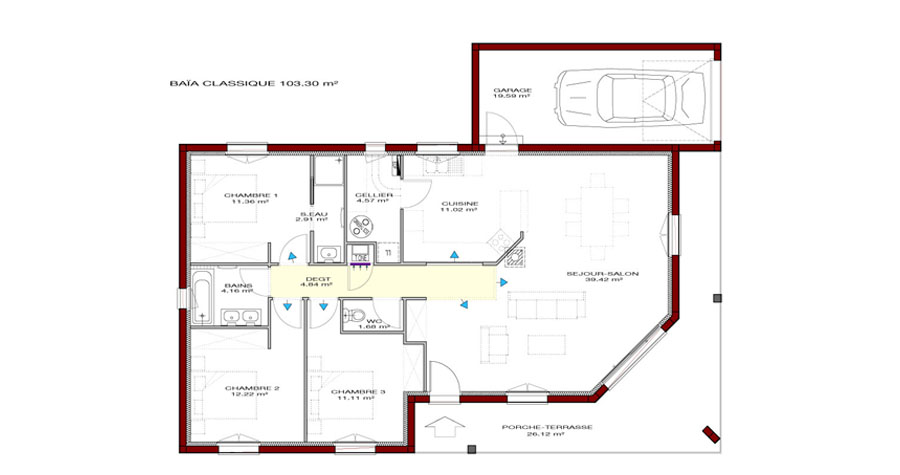 BAÏA CLASSIQUE 103.30 m²
GARAGE
19.59 m²
CHAMBRE 1
11.36 m²
S.EAU
2.91 m²
CELLIER
4.57 m²
CUISINE
11.02 m²
SEJOUR-SALON
39.42 m²
DEGT
4.84 m²
BAINS
4.16 m²
WC
1.68 m²
CHAMBRE 2
12.22 m²
CHAMBRE 3
11.11 m²
PORCHE-TERRASSE
26.12 m²